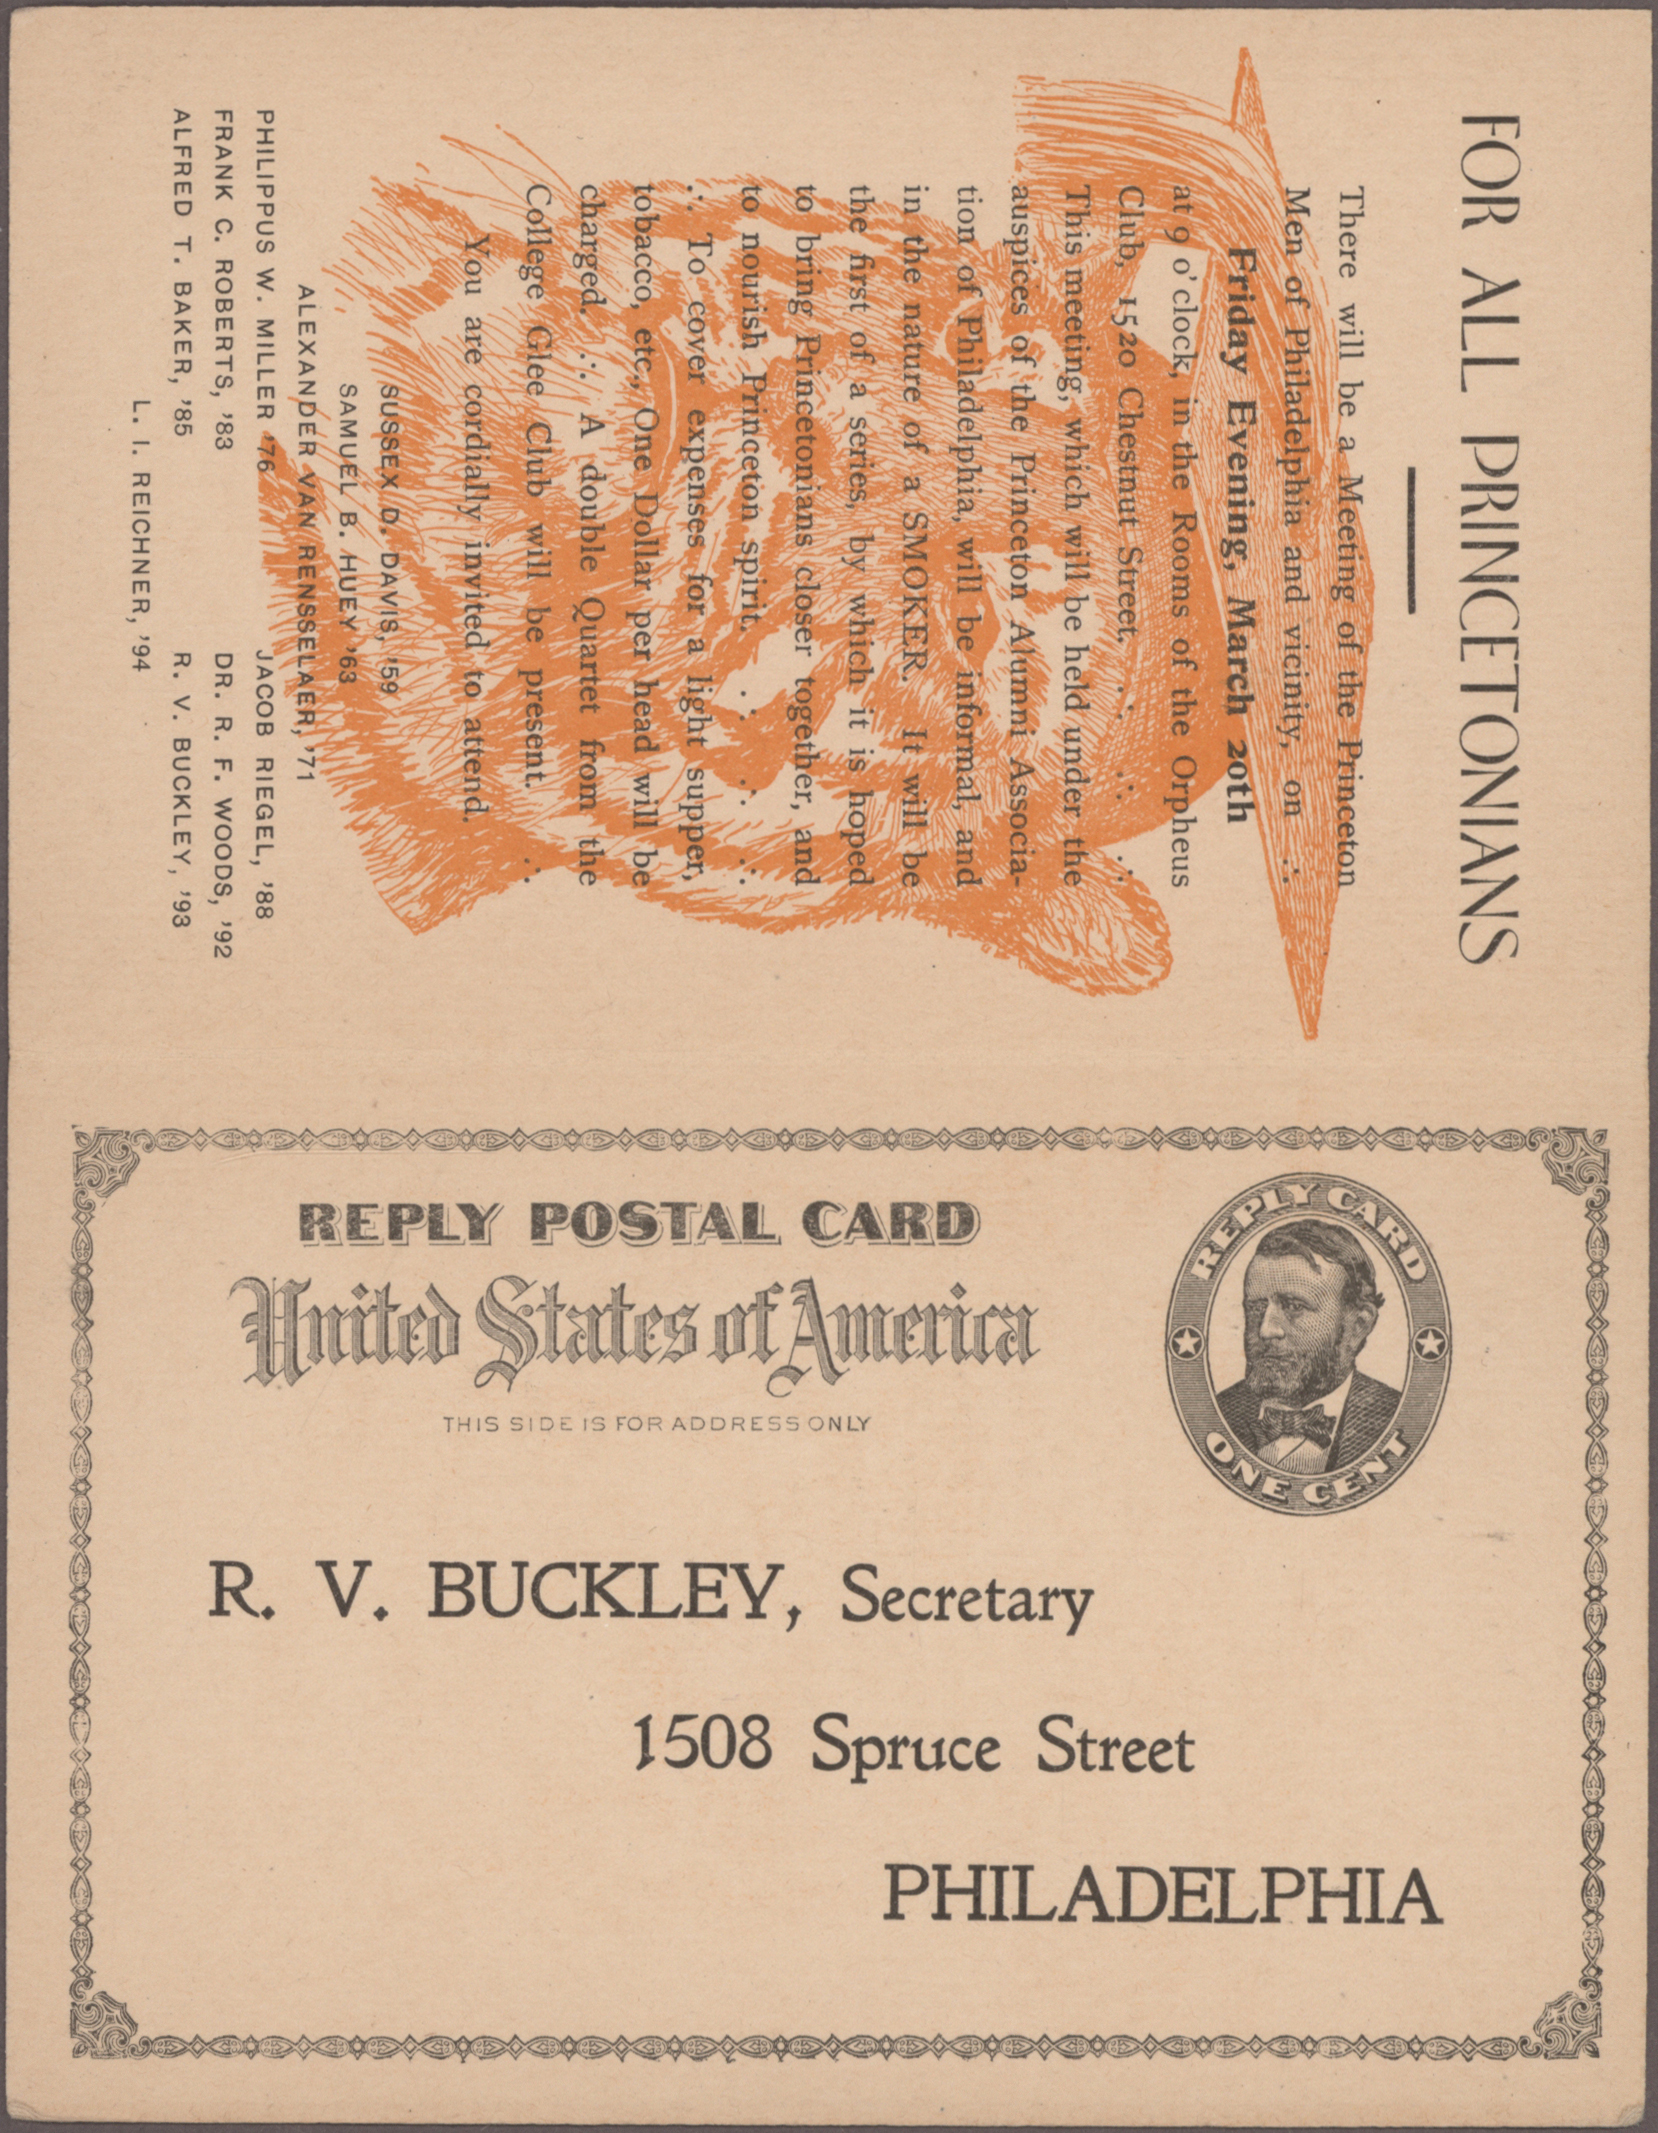 FOR ALL PRINCETONIANS
There will be a Meeting of the Princeton
Men of Philadelphia and vicinity, on ∴
Friday Evening, March 20th
at 9 o'clock, in the Rooms of the Orpheus
Club, 1520 Chestnut Street. ∴ ∴ ∴
This meeting, which will be held under the
auspices of the Princeton Alumni Associa-
tion of Philadelphia, will be informal, and
in the nature of a SMOKER. It will be
the first of a series, by which it is hoped
to bring Princetonians closer together, and
to nourish Princeton spirit. ∴ ∴ ∴
∴ To cover expenses for a light supper,
tobacco, etc., One Dollar per head will be
charged. ∴ A double Quartet from the
College Glee Club will be present. ∴
You are cordially invited to attend.
SUSSEX D. DAVIS, '59
SAMUEL B. HUEY '63
ALEXANDER VAN RENSSELAER, '71
PHILIPPUS W. MILLER '76 JACOB RIEGEL, '88
FRANK C. ROBERTS, '83 DR. R. F. WOODS, '92
ALFRED T. BAKER, '85 R. V. BUCKLEY, '93
L. I. REICHNER, '94
REPLY POSTAL CARD
United States of America
THIS SIDE IS FOR ADDRESS ONLY
REPLY CARD
ONE CENT
R. V. BUCKLEY, Secretary
1508 Spruce Street
PHILADELPHIA